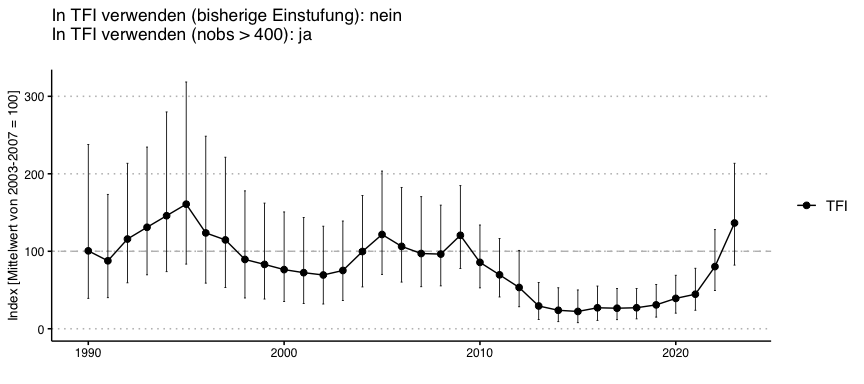 In TFI verwenden (bisherige Einstufung): nein
In TFI verwenden (nobs > 400): ja
Index [Mittelwert von 2003-2007 = 100]
300
200
100
0
1990
2000
2010
2020
TFI